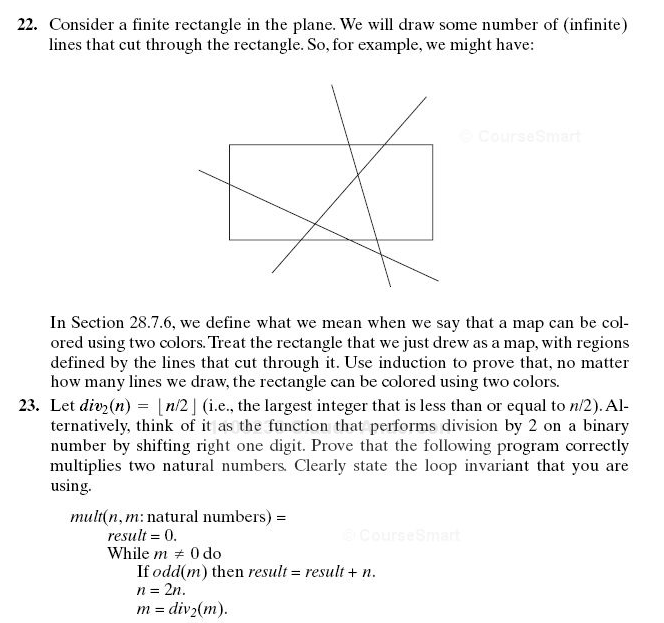 22. Consider a finite rectangle in the plane. We will draw some number of (infinite)
lines that cut through the rectangle. So, for example, we might have:
© CourseSmart
In Section 28.7.6, we define what we mean when we say that a map can be col-
ored using two colors. Treat the rectangle that we just drew as a map, with regions
defined by the lines that cut through it. Use induction to prove that, no matter
how many lines we draw, the rectangle can be colored using two colors.
23. Let div₂(n) = ⌊n/2⌋ (i.e., the largest integer that is less than or equal to n/2). Al-
ternatively, think of it as the function that performs division by 2 on a binary
number by shifting right one digit. Prove that the following program correctly
multiplies two natural numbers. Clearly state the loop invariant that you are
using.
mult(n, m: natural numbers) =
result = 0.
© CourseSmart
While m ≠ 0 do
If odd(m) then result = result + n.
n = 2n.
m = div₂(m).